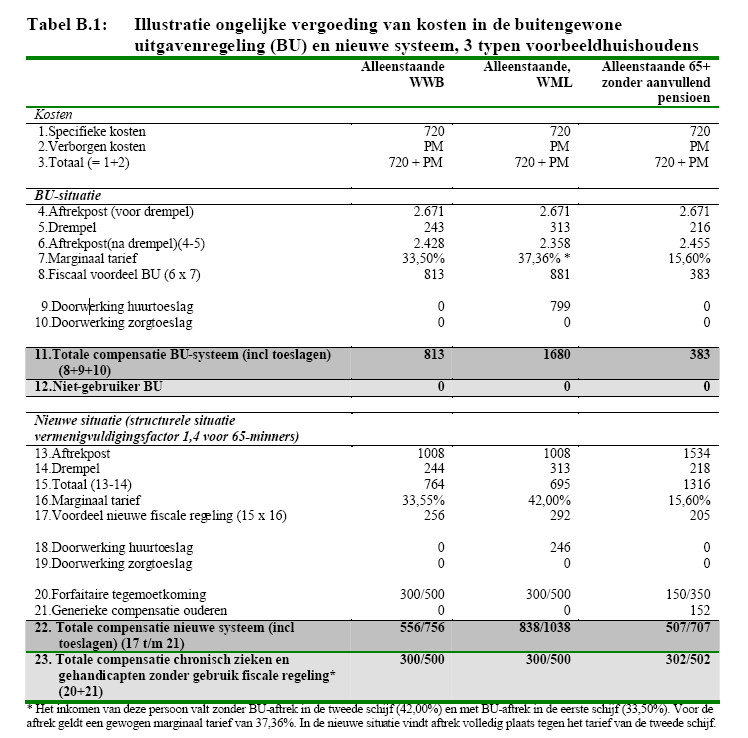 Tabel B.1: Illustratie ongelijke vergoeding van kosten in de buitengewone
uitgavenregeling (BU) en nieuwe systeem, 3 typen voorbeeldhuishoudens
Alleenstaande Alleenstaande, Alleenstaande 65+
WWB WML zonder aanvullend
pensioen
Kosten
1.Specifieke kosten 720 720 720
2.Verborgen kosten PM PM PM
3.Totaal (= 1+2) 720 + PM 720 + PM 720 + PM
BU-situatie
4.Aftrekpost (voor drempel) 2.671 2.671 2.671
5.Drempel 243 313 216
6.Aftrekpost(na drempel)(4-5) 2.428 2.358 2.455
7.Marginaal tarief 33,50% 37,36% * 15,60%
8.Fiscaal voordeel BU (6 x 7) 813 881 383
9.Doorwerking huurtoeslag 0 799 0
10.Doorwerking zorgtoeslag 0 0 0
11.Totale compensatie BU-systeem (incl toeslagen) 813 1680 383
(8+9+10)
12.Niet-gebruiker BU 0 0 0
Nieuwe situatie (structurele situatie
vermenigvuldigingsfactor 1,4 voor 65-minners)
13.Aftrekpost 1008 1008 1534
14.Drempel 244 313 218
15.Totaal (13-14) 764 695 1316
16.Marginaal tarief 33,55% 42,00% 15,60%
17.Voordeel nieuwe fiscale regeling (15 x 16) 256 292 205
18.Doorwerking huurtoeslag 0 246 0
19.Doorwerking zorgtoeslag 0 0 0
20.Forfaitaire tegemoetkoming 300/500 300/500 150/350
21.Generieke compensatie ouderen 0 0 152
22. Totale compensatie nieuwe systeem (incl 556/756 838/1038 507/707
toeslagen) (17 t/m 21)
23. Totale compensatie chronisch zieken en 300/500 300/500 302/502
gehandicapten zonder gebruik fiscale regeling*
(20+21)
* Het inkomen van deze persoon valt zonder BU-aftrek in de tweede schijf (42,00%) en met BU-aftrek in de eerste schijf (33,50%). Voor de
aftrek geldt een gewogen marginaal tarief van 37,36%. In de nieuwe situatie vindt aftrek volledig plaats tegen het tarief van de tweede schijf.